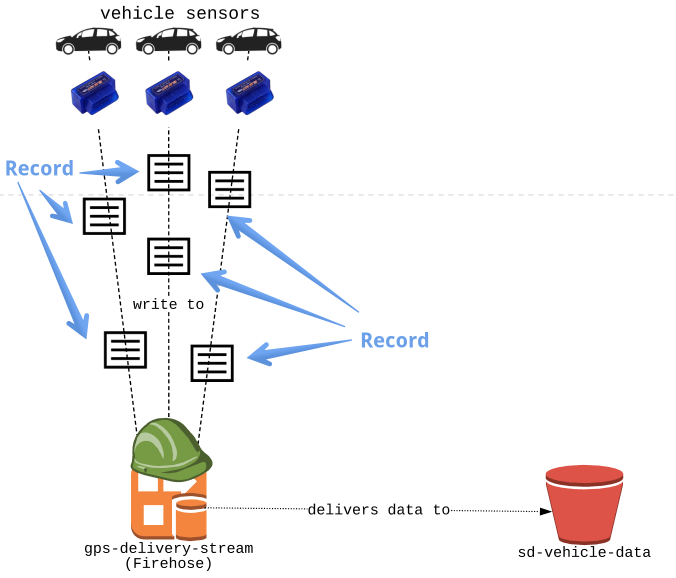 vehicle sensors
Record
write to
Record
delivers data to
gps-delivery-stream
(Firehose)
sd-vehicle-data